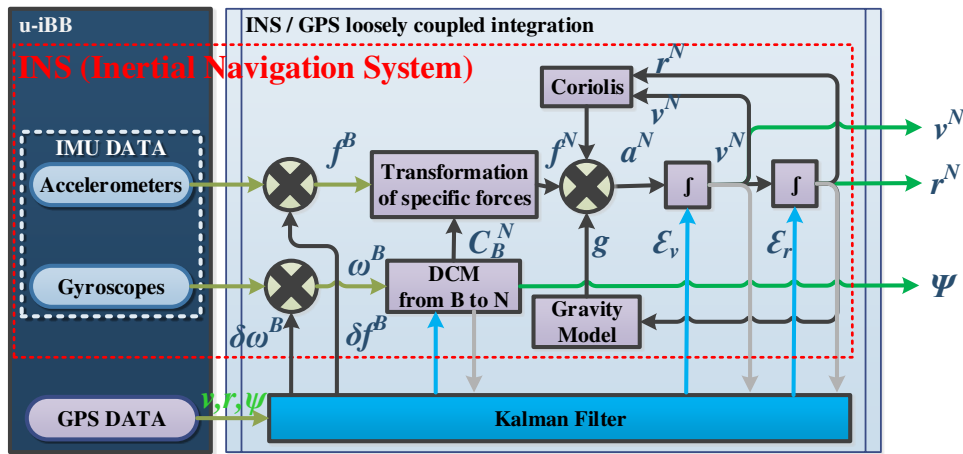 u-iBB
INS / GPS loosely coupled integration
INS (Inertial Navigation System)
IMU DATA
Accelerometers
Gyroscopes
GPS DATA
f^B
Transformation
of specific forces
f^N
Coriolis
r^N
v^N
a^N
v^N
∫
∫
v^N
r^N
Ψ
ω^B
C_B^N
DCM
from B to N
g
Gravity
Model
ε_v
ε_r
δω^B
δf^B
v,r,ψ
Kalman Filter